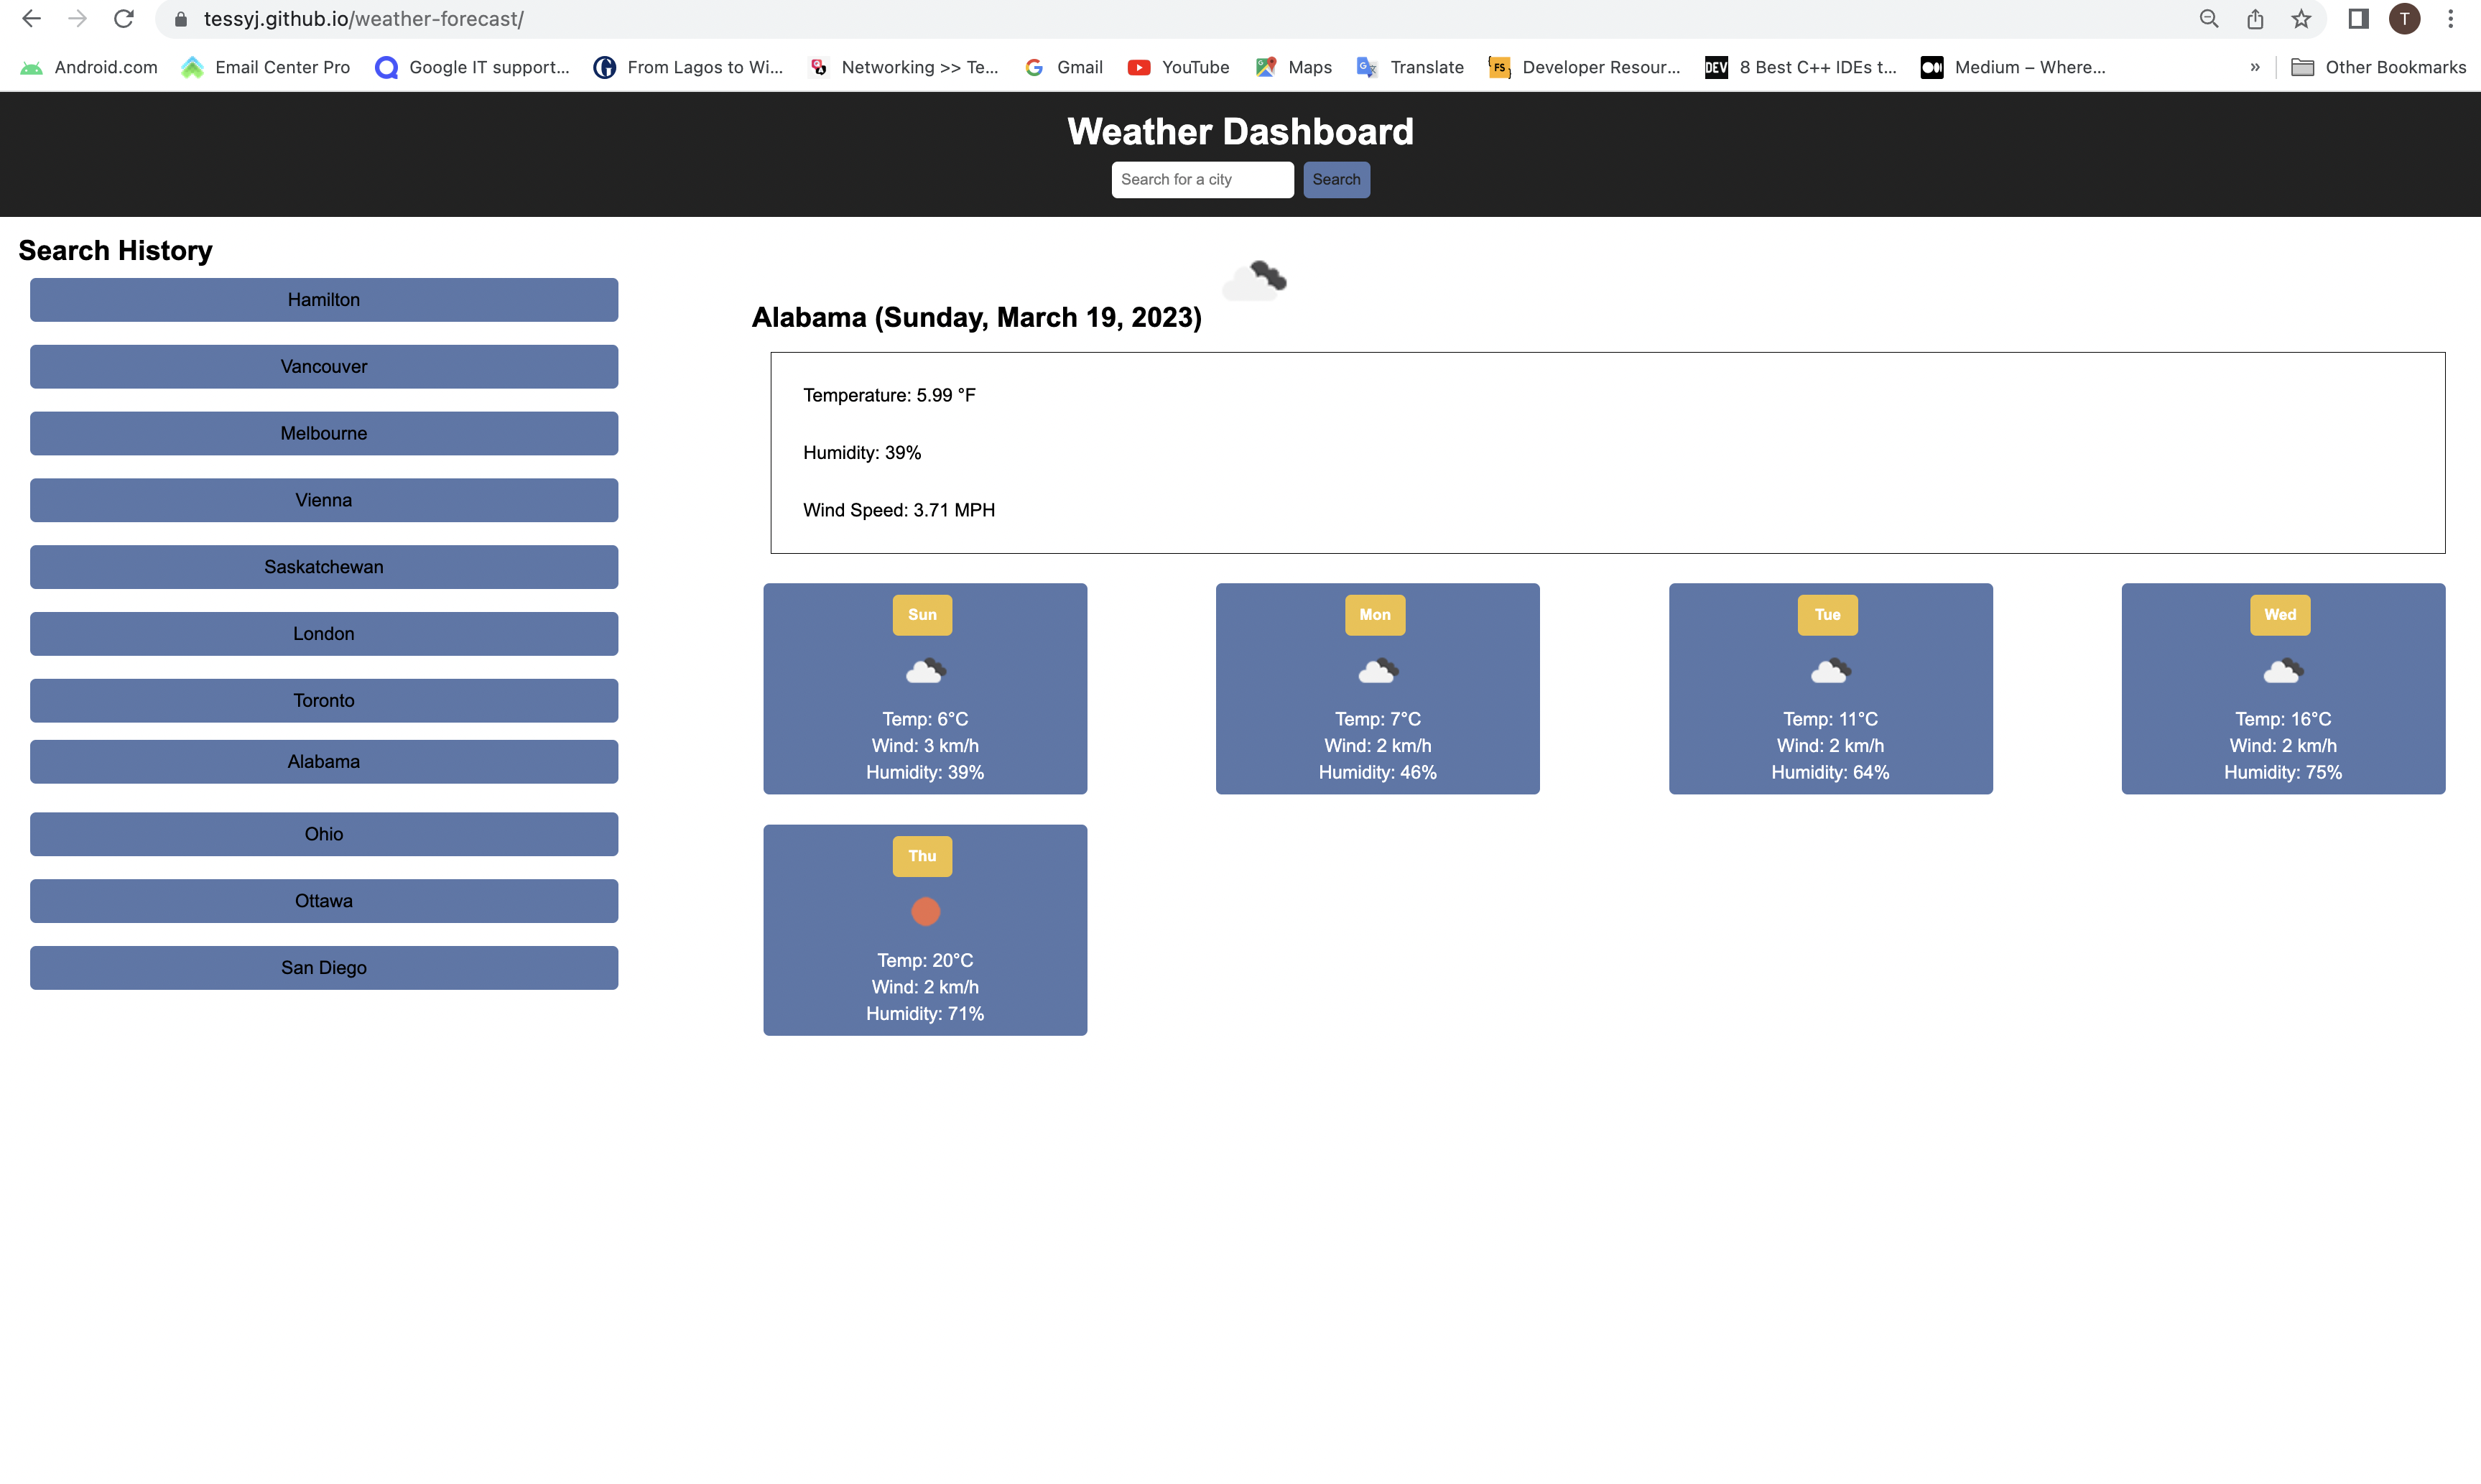 tessyj.github.io/weather-forecast/
T
Android.com
Email Center Pro
Google IT support...
From Lagos to Wi...
Networking >> Te...
Gmail
YouTube
Maps
Translate
Developer Resour...
DEV
8 Best C++ IDEs t...
Medium – Where...
»
Other Bookmarks
Weather Dashboard
Search for a city
Search
Search History
Hamilton
Vancouver
Melbourne
Vienna
Saskatchewan
London
Toronto
Alabama
Ohio
Ottawa
San Diego
Alabama (Sunday, March 19, 2023)
Temperature: 5.99 °F
Humidity: 39%
Wind Speed: 3.71 MPH
Sun
Temp: 6°C
Wind: 3 km/h
Humidity: 39%
Mon
Temp: 7°C
Wind: 2 km/h
Humidity: 46%
Tue
Temp: 11°C
Wind: 2 km/h
Humidity: 64%
Wed
Temp: 16°C
Wind: 2 km/h
Humidity: 75%
Thu
Temp: 20°C
Wind: 2 km/h
Humidity: 71%